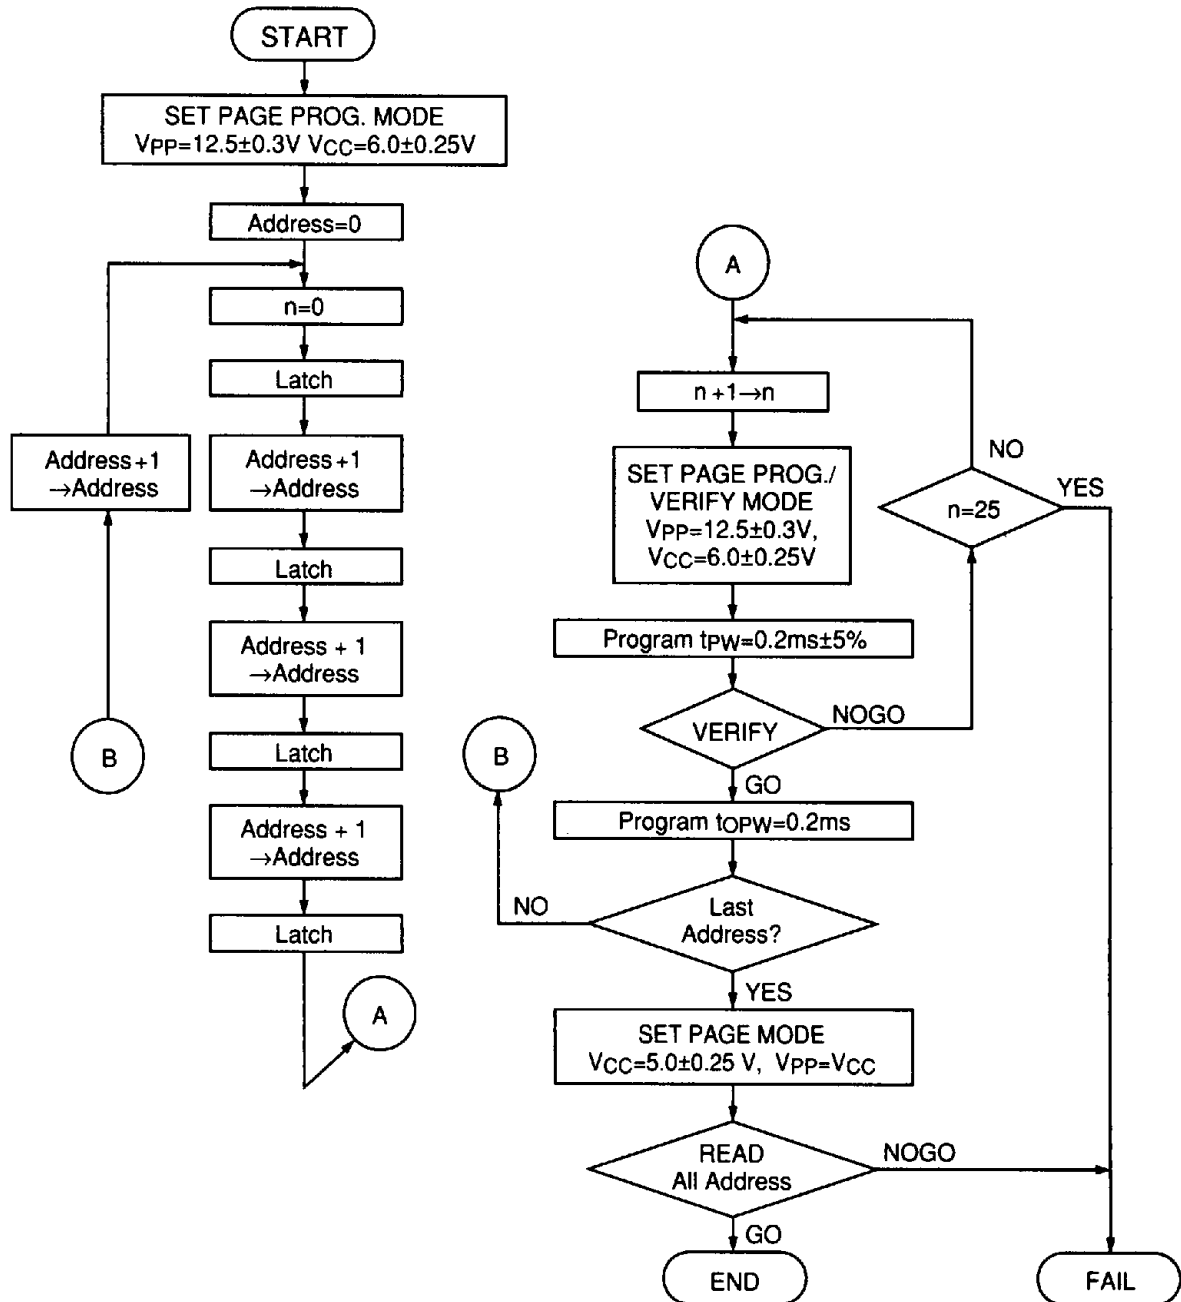 START
SET PAGE PROG. MODE
VPP=12.5±0.3V VCC=6.0±0.25V
Address=0
n=0
Latch
Address+1
→Address
Latch
Address + 1
→Address
Latch
Address + 1
→Address
Latch
A
Address+1
→Address
B
A
n +1→n
SET PAGE PROG./
VERIFY MODE
VPP=12.5±0.3V,
VCC=6.0±0.25V
Program tPW=0.2ms±5%
VERIFY
NOGO
n=25
NO
YES
GO
Program tOPW=0.2ms
Last
Address?
NO
B
YES
SET PAGE MODE
VCC=5.0±0.25 V, VPP=VCC
READ
All Address
NOGO
GO
END
FAIL